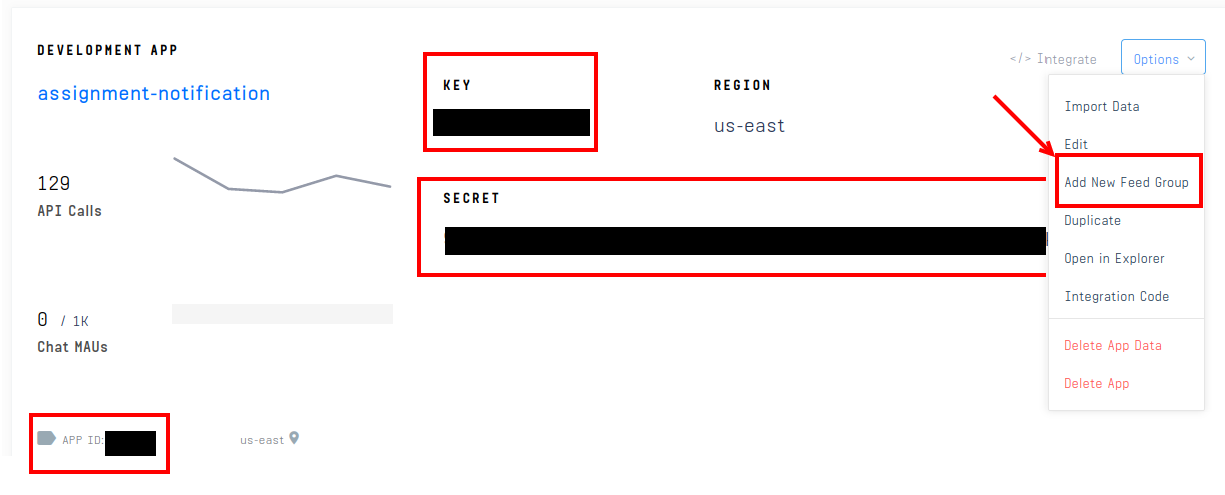 DEVELOPMENT APP
assignment-notification
KEY
REGION
us-east
</> Integrate
Options
Import Data
Edit
Add New Feed Group
Duplicate
Open in Explorer
Integration Code
Delete App Data
Delete App
129
API Calls
SECRET
0 / 1K
Chat MAUs
APP ID:
us-east